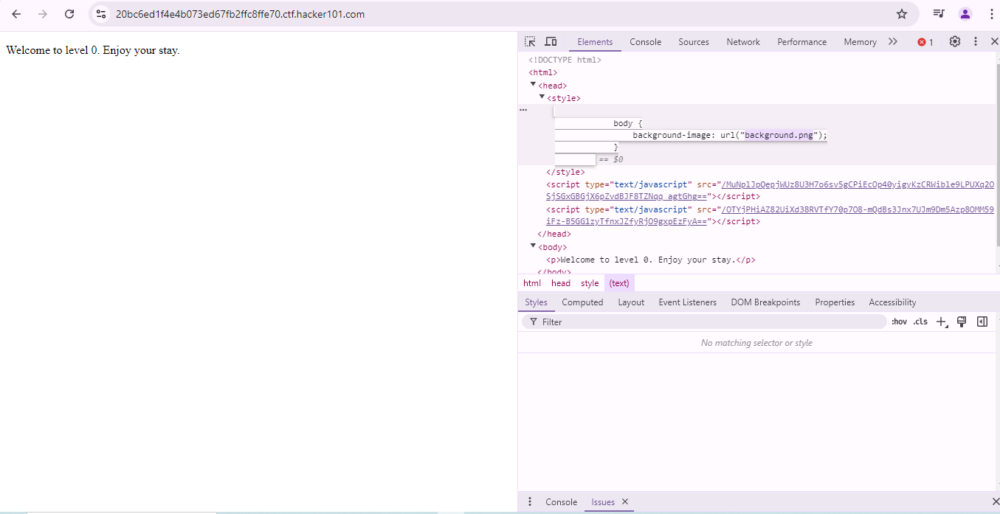 20bc6ed1f4e4b073ed67fb2ffc8ffe70.ctf.hacker101.com
Welcome to level 0. Enjoy your stay.
Elements Console Sources Network Performance Memory 1
<!DOCTYPE html>
<html>
<head>
<style>
body {
background-image: url("background.png");
}
== $0
</style>
<script type="text/javascript" src="/MuNplJpQepjWUz8U3H7o6sv5gCPiEcOp40yigyKzCRWible9LPUXq2O
SjSGxGBGjX6pZvdBJF8TZNqq_agtGhg=="></script>
<script type="text/javascript" src="/OTYjPHiAZ82UiXd38RVTfY70p7O8-mQdBs3Jnx7UJm9Dm5Azp8OMM59
iFz-B5GG1zyTfnxJZfyRjO9gxpEzFyA=="></script>
</head>
<body>
<p>Welcome to level 0. Enjoy your stay.</p>
</body>
html head style (text)
Styles Computed Layout Event Listeners DOM Breakpoints Properties Accessibility
Filter :hov .cls
No matching selector or style
Console Issues